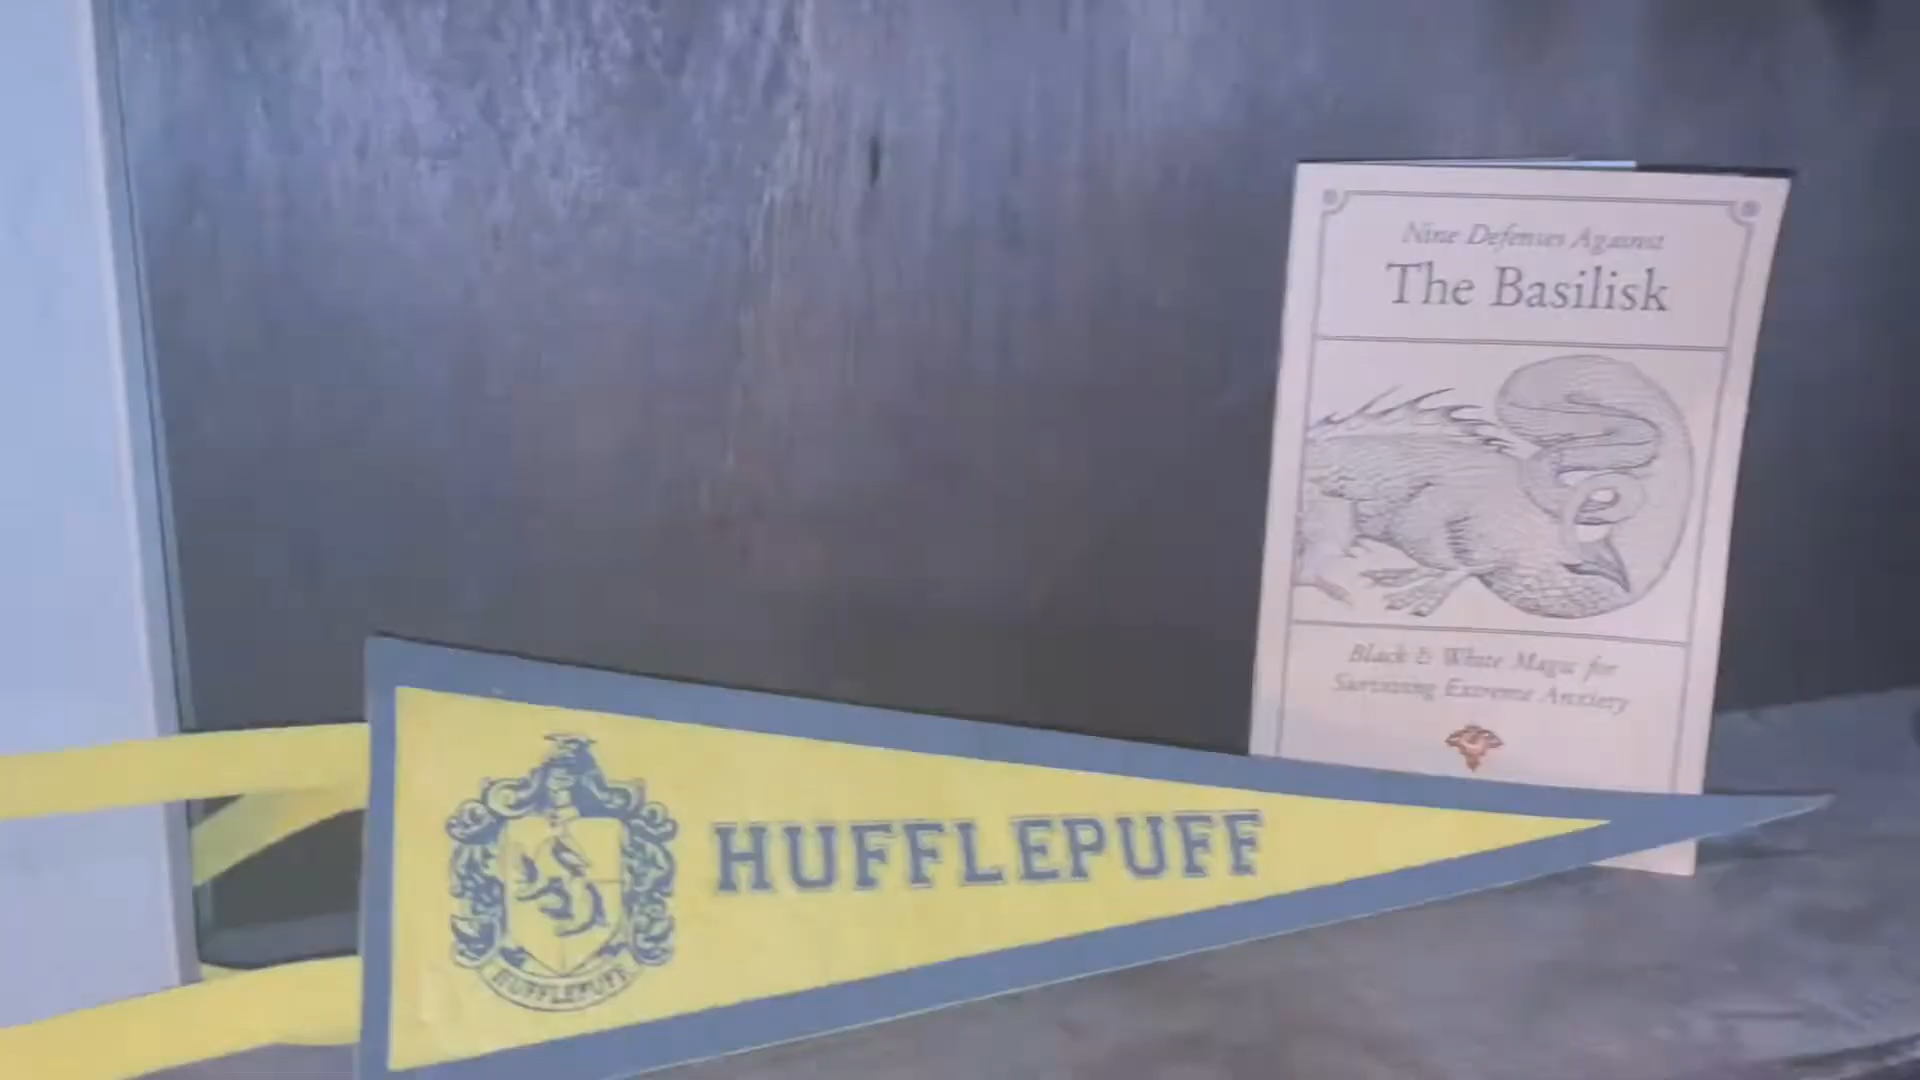 Nine Defenses Against
The Basilisk
Black & White Magic for
Surviving Extreme Anxiety
HUFFLEPUFF
HUFFLEPUFF